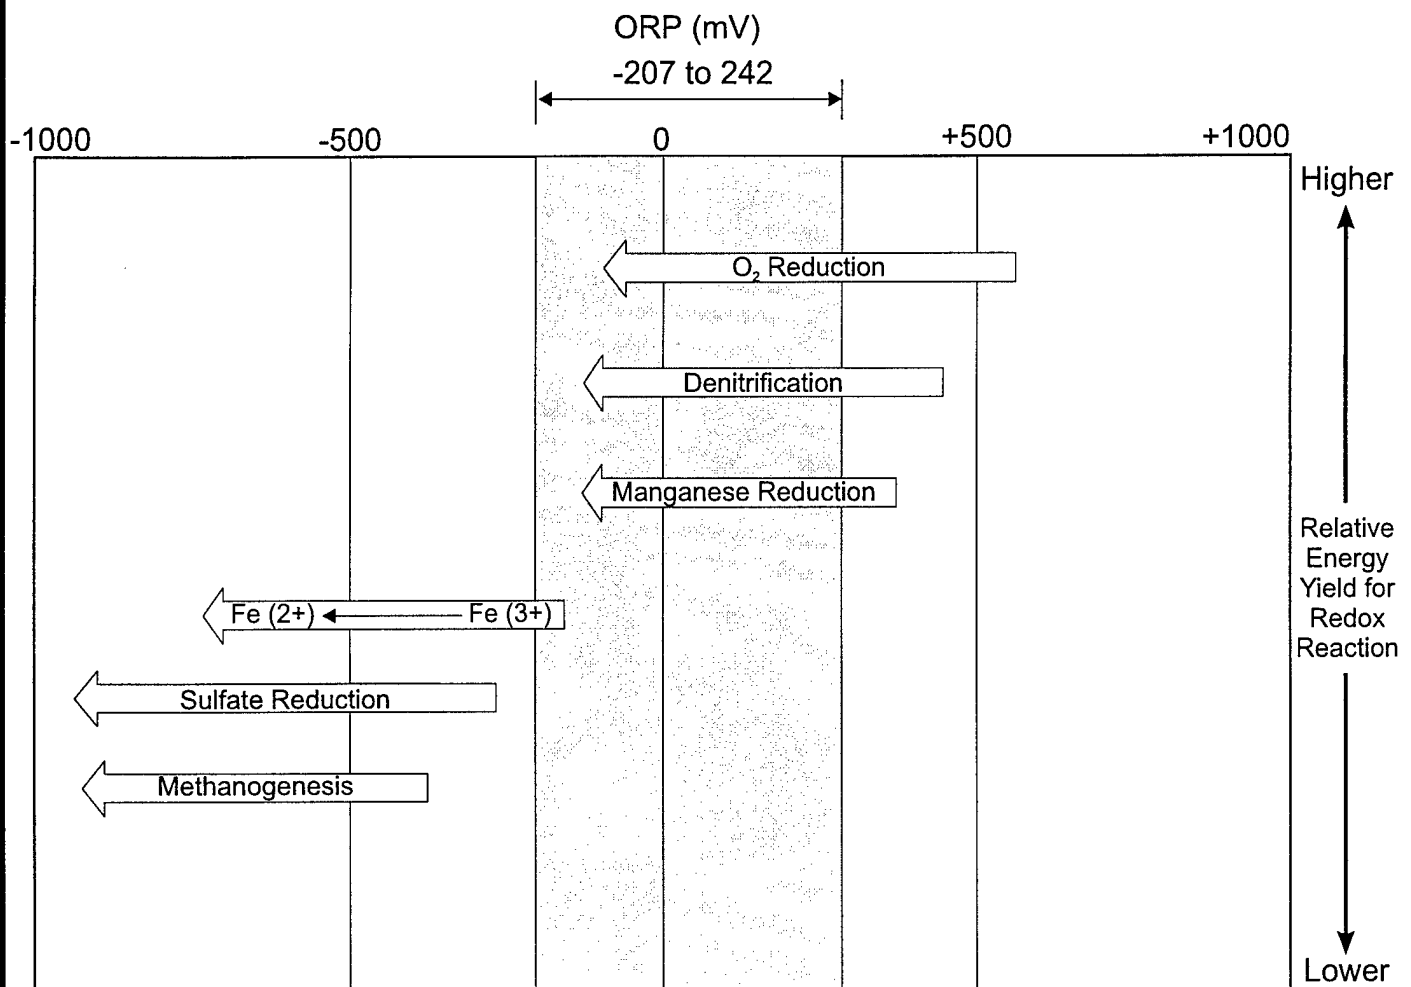 ORP (mV)
-207 to 242
-1000 -500 0 +500 +1000
Higher
O₂ Reduction
Denitrification
Manganese Reduction
Relative
Energy
Yield for
Redox
Reaction
Fe (2+) Fe (3+)
Sulfate Reduction
Methanogenesis
Lower